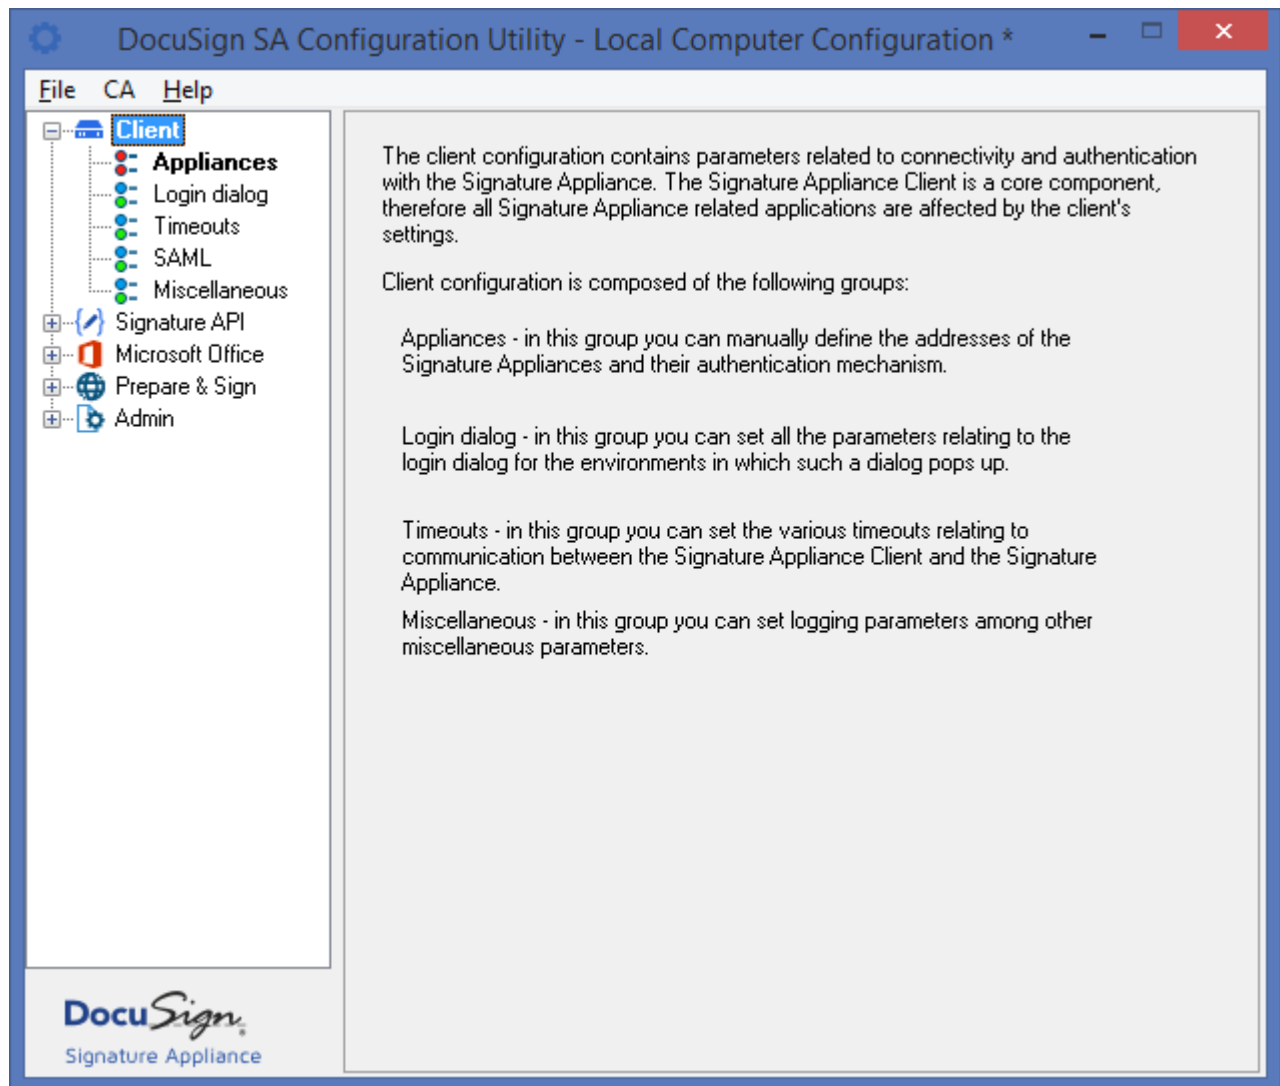 DocuSign SA Configuration Utility - Local Computer Configuration *
File CA Help
Client
Appliances
Login dialog
Timeouts
SAML
Miscellaneous
Signature API
Microsoft Office
Prepare & Sign
Admin
The client configuration contains parameters related to connectivity and authentication
with the Signature Appliance. The Signature Appliance Client is a core component,
therefore all Signature Appliance related applications are affected by the client's
settings.
Client configuration is composed of the following groups:
Appliances - in this group you can manually define the addresses of the
Signature Appliances and their authentication mechanism.
Login dialog - in this group you can set all the parameters relating to the
login dialog for the environments in which such a dialog pops up.
Timeouts - in this group you can set the various timeouts relating to
communication between the Signature Appliance Client and the Signature
Appliance.
Miscellaneous - in this group you can set logging parameters among other
miscellaneous parameters.
DocuSign
Signature Appliance